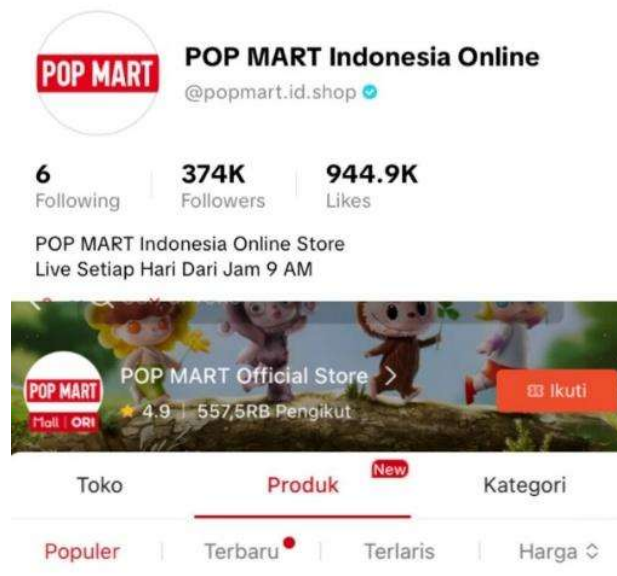 POP MART
POP MART Indonesia Online
@popmart.id.shop
6
374K
944.9K
Following
Followers
Likes
POP MART Indonesia Online Store
Live Setiap Hari Dari Jam 9 AM
POP MART
Mall | ORI
POP MART Official Store >
4.9 | 557,5RB Pengikut
Ikuti
Toko
Produk
New
Kategori
Populer
Terbaru
Terlaris
Harga